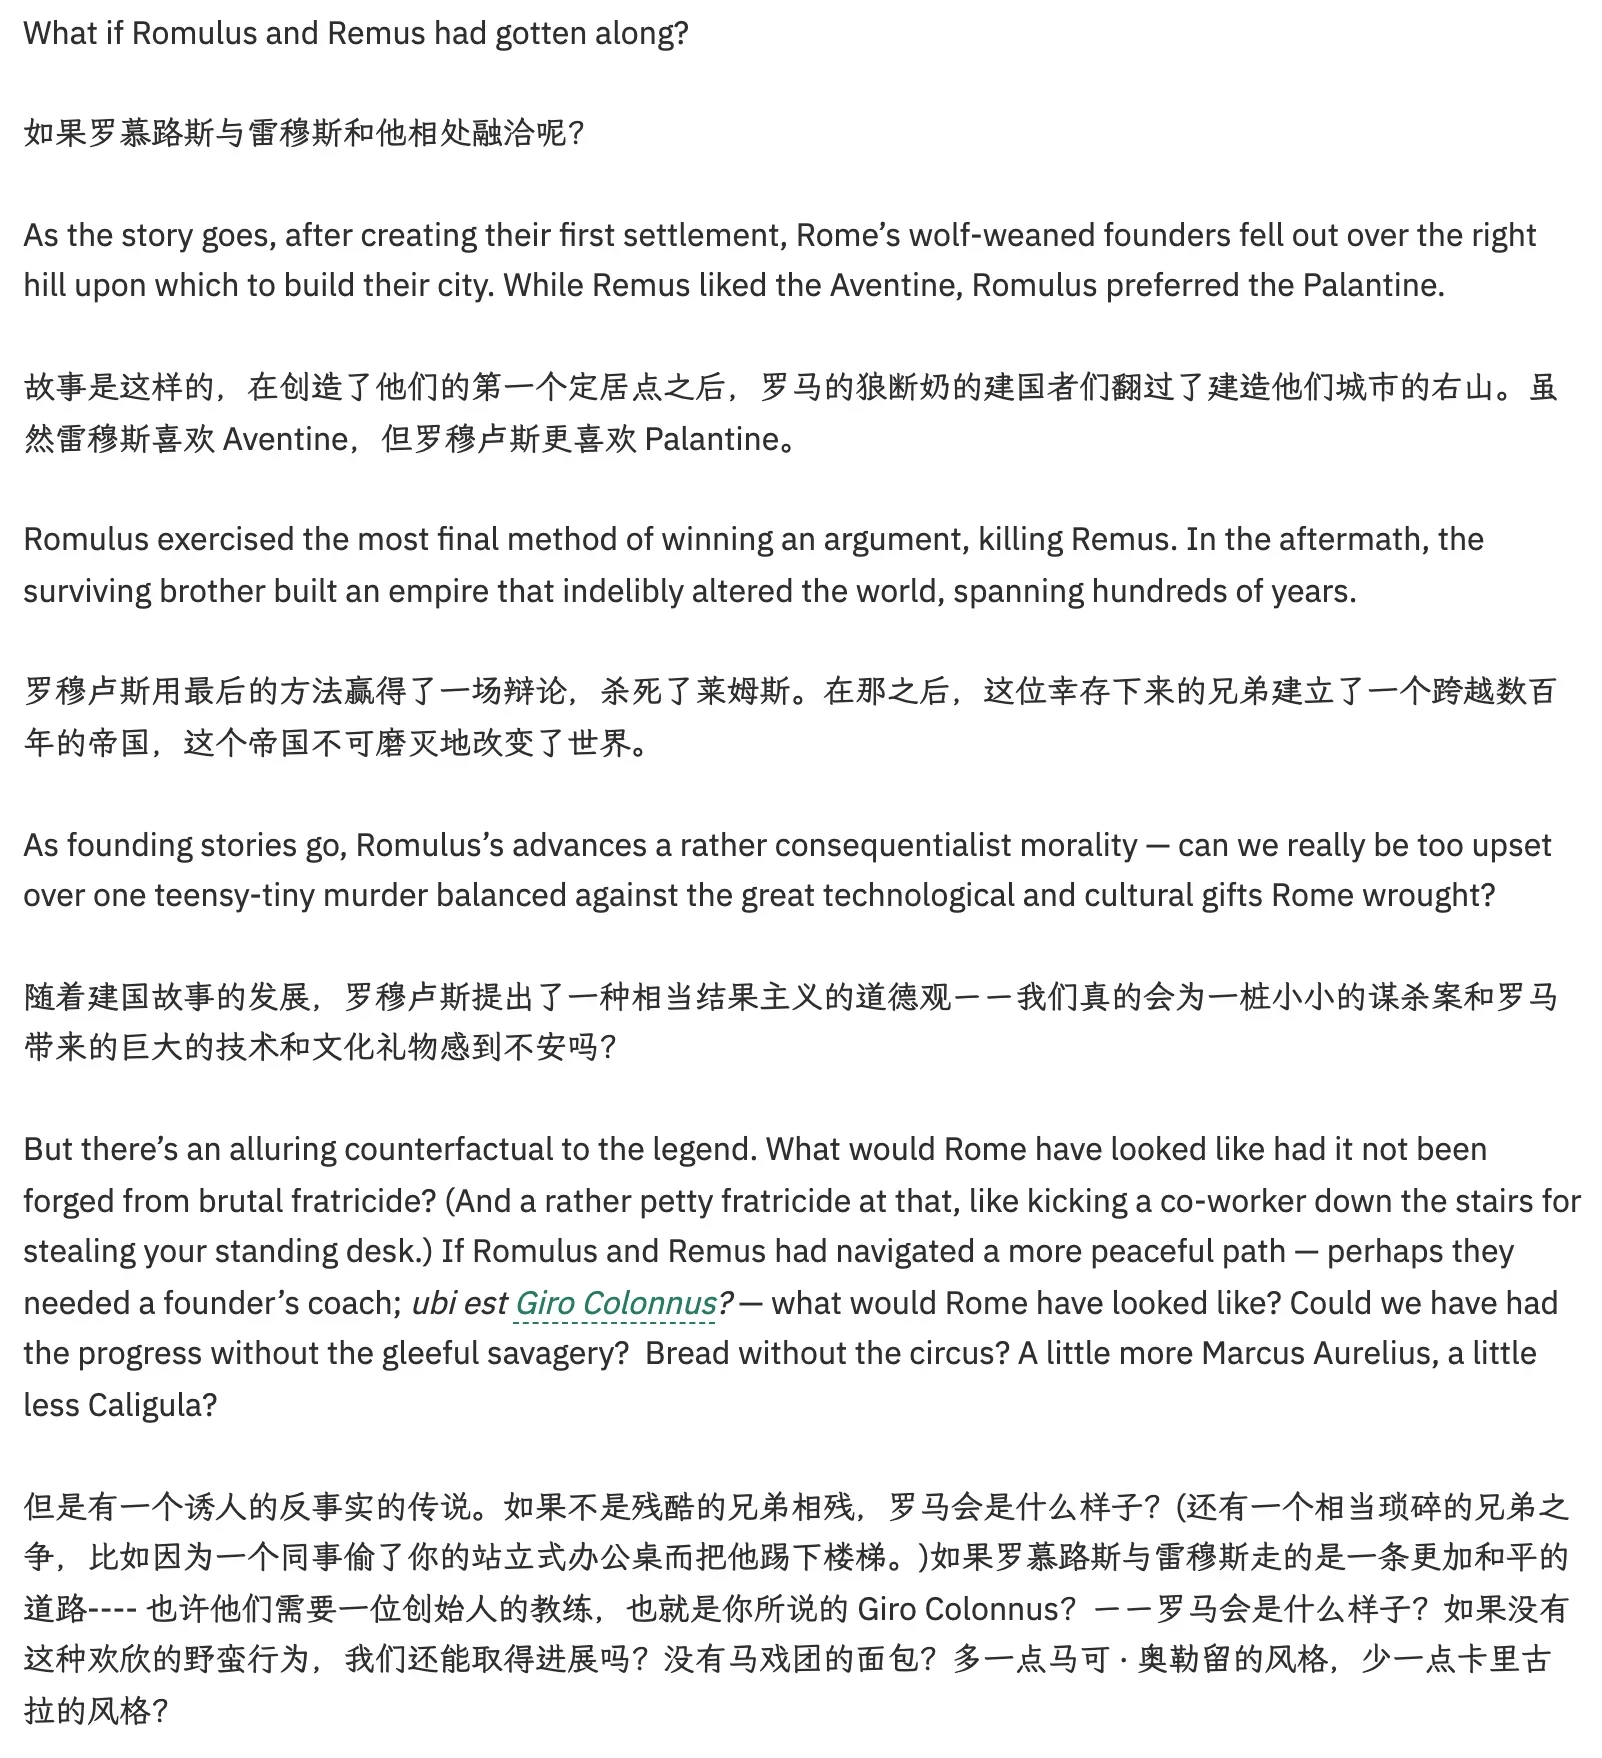 What if Romulus and Remus had gotten along?
如果罗慕路斯与雷穆斯和他相处融洽呢？
As the story goes, after creating their first settlement, Rome’s wolf-weaned founders fell out over the right
hill upon which to build their city. While Remus liked the Aventine, Romulus preferred the Palantine.
故事是这样的，在创造了他们的第一个定居点之后，罗马的狼断奶的建国者们翻过了建造他们城市的右山。虽
然雷穆斯喜欢 Aventine，但罗穆卢斯更喜欢 Palantine。
Romulus exercised the most final method of winning an argument, killing Remus. In the aftermath, the
surviving brother built an empire that indelibly altered the world, spanning hundreds of years.
罗穆卢斯用最后的方法赢得了一场辩论，杀死了莱姆斯。在那之后，这位幸存下来的兄弟建立了一个跨越数百
年的帝国，这个帝国不可磨灭地改变了世界。
As founding stories go, Romulus’s advances a rather consequentialist morality — can we really be too upset
over one teensy-tiny murder balanced against the great technological and cultural gifts Rome wrought?
随着建国故事的发展，罗穆卢斯提出了一种相当结果主义的道德观——我们真的会为一桩小小的谋杀案和罗马
带来的巨大的技术和文化礼物感到不安吗？
But there’s an alluring counterfactual to the legend. What would Rome have looked like had it not been
forged from brutal fratricide? (And a rather petty fratricide at that, like kicking a co-worker down the stairs for
stealing your standing desk.) If Romulus and Remus had navigated a more peaceful path — perhaps they
needed a founder’s coach; ubi est Giro Colonnus? — what would Rome have looked like? Could we have had
the progress without the gleeful savagery?  Bread without the circus? A little more Marcus Aurelius, a little
less Caligula?
但是有一个诱人的反事实的传说。如果不是残酷的兄弟相残，罗马会是什么样子？(还有一个相当琐碎的兄弟之
争，比如因为一个同事偷了你的站立式办公桌而把他踢下楼梯。)如果罗慕路斯与雷穆斯走的是一条更加和平的
道路---- 也许他们需要一位创始人的教练，也就是你所说的 Giro Colonnus？——罗马会是什么样子？如果没有
这种欢欣的野蛮行为，我们还能取得进展吗？没有马戏团的面包？多一点马可·奥勒留的风格，少一点卡里古
拉的风格？